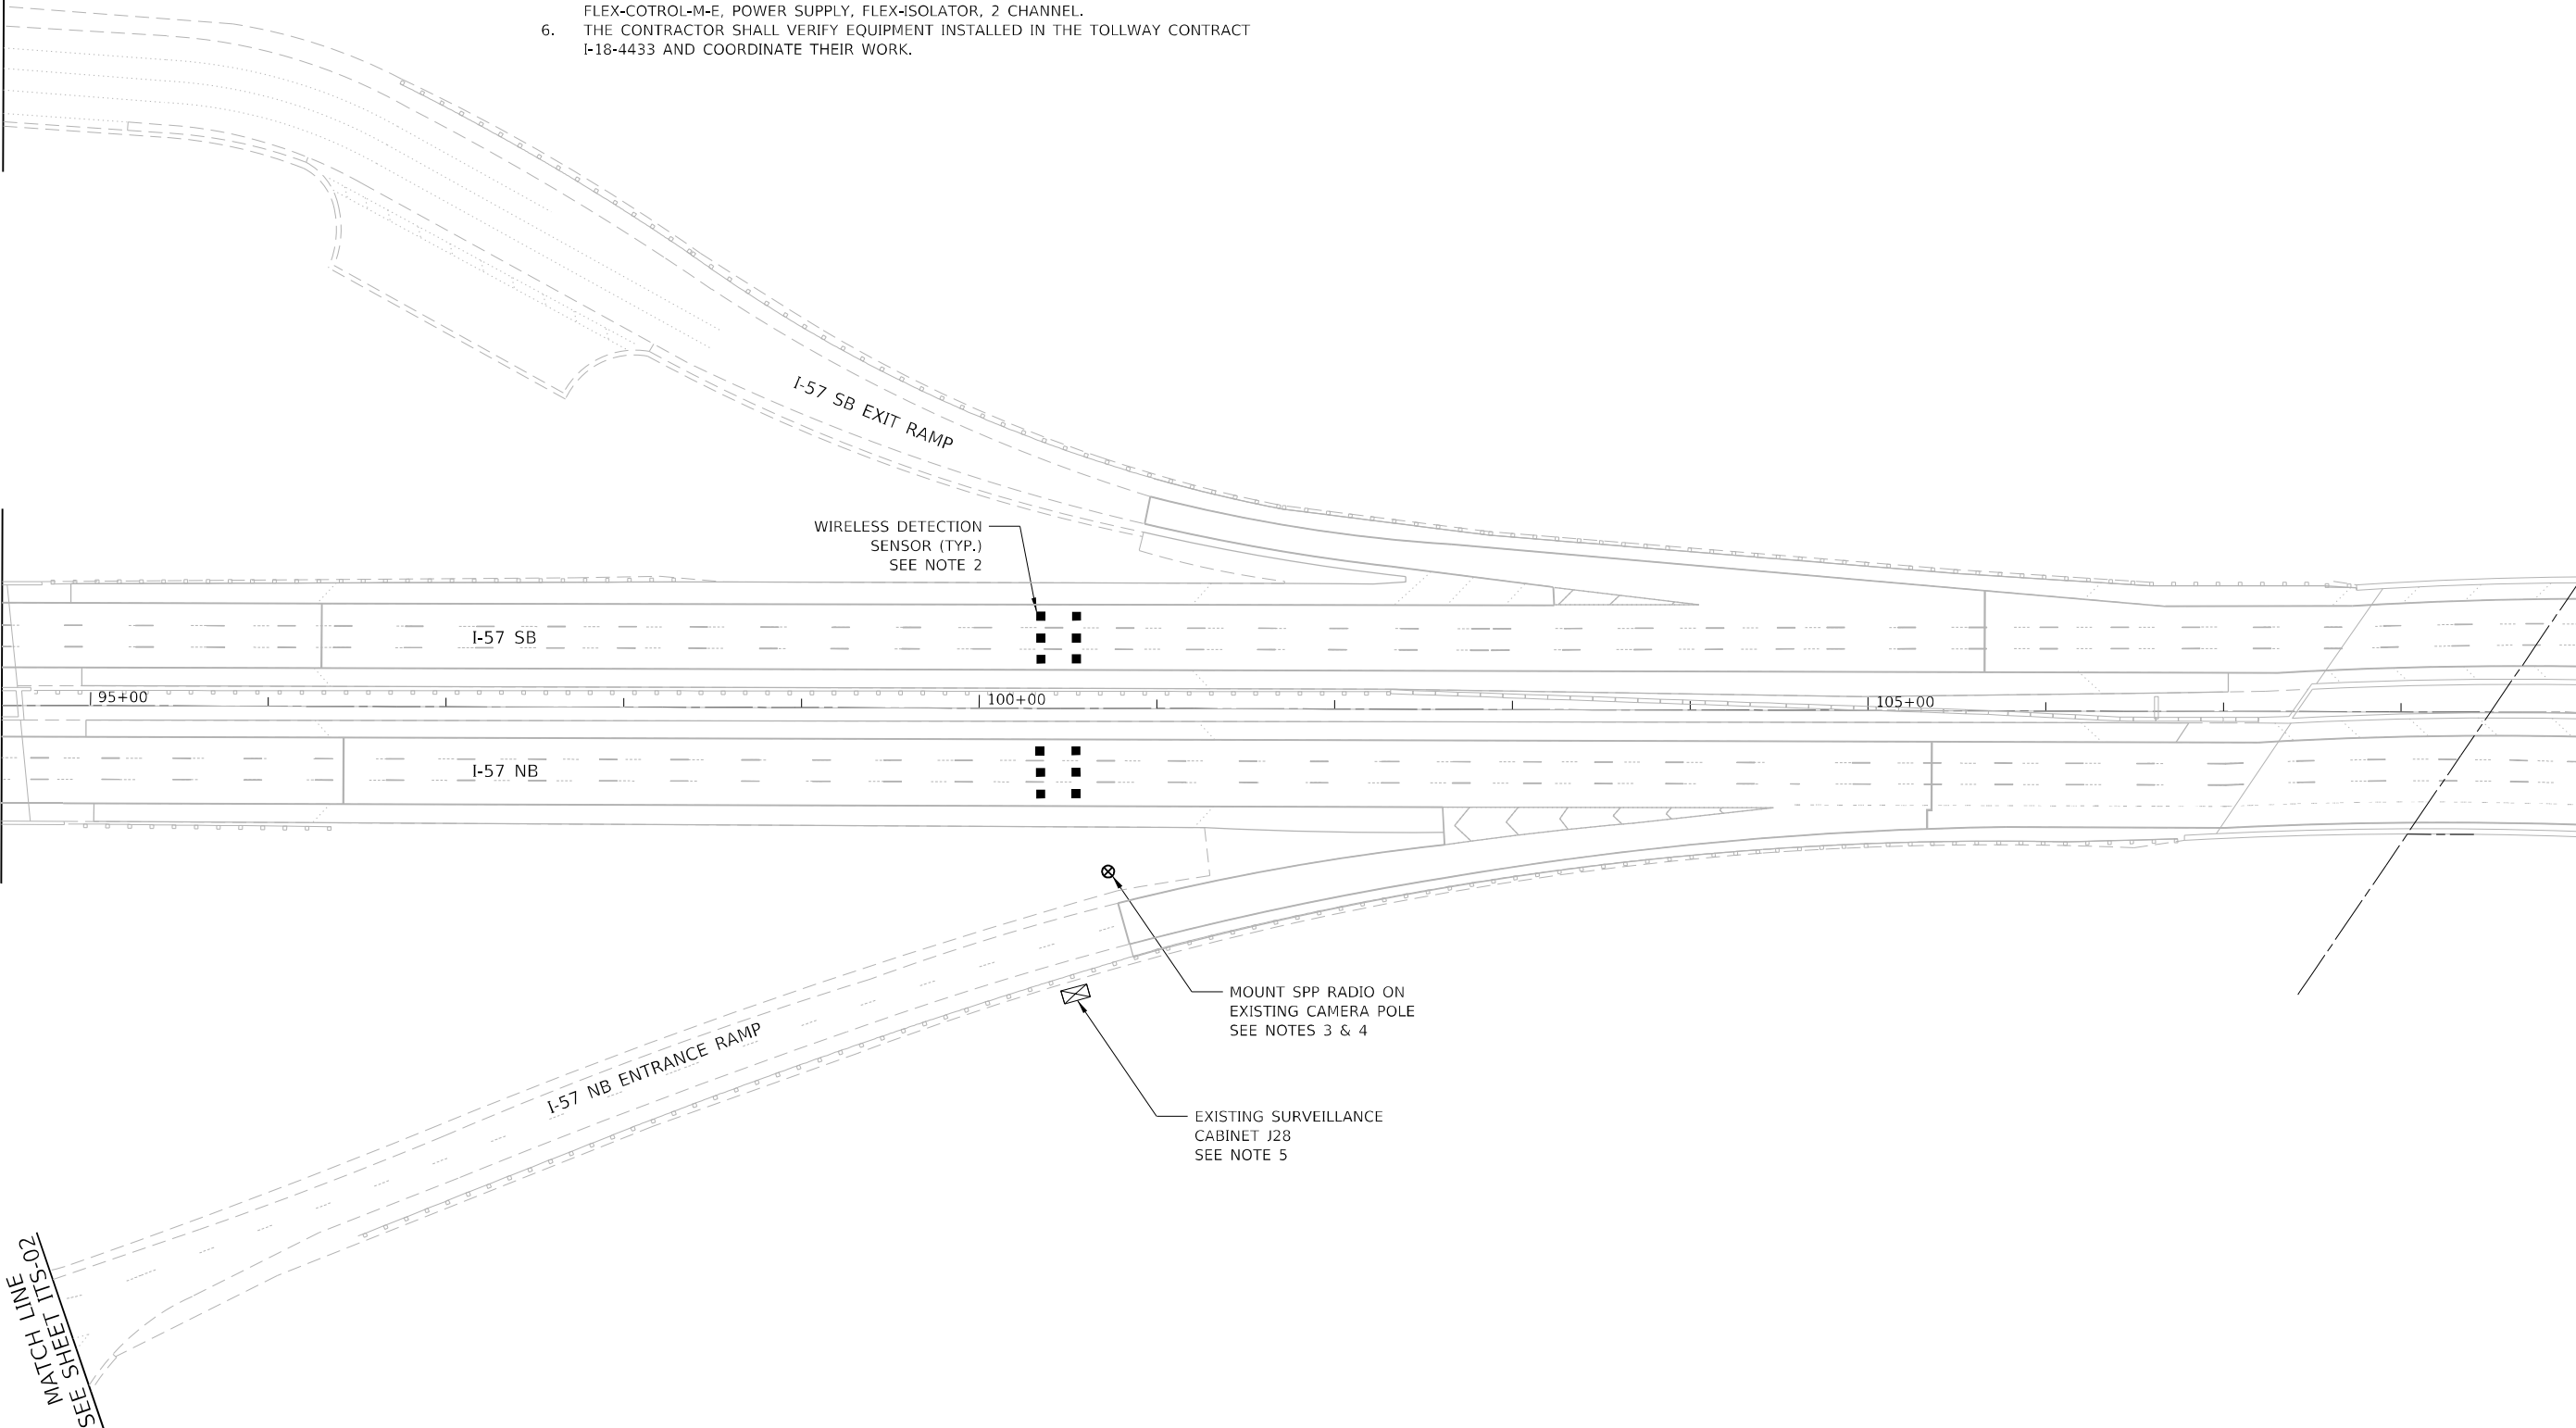 FLEX-COTROL-M-E, POWER SUPPLY, FLEX-ISOLATOR, 2 CHANNEL.
6. THE CONTRACTOR SHALL VERIFY EQUIPMENT INSTALLED IN THE TOLLWAY CONTRACT
I-18-4433 AND COORDINATE THEIR WORK.
I-57 SB EXIT RAMP
WIRELESS DETECTION
SENSOR (TYP.)
SEE NOTE 2
I-57 SB
95+00
100+00
105+00
I-57 NB
MOUNT SPP RADIO ON
EXISTING CAMERA POLE
SEE NOTES 3 & 4
I-57 NB ENTRANCE RAMP
EXISTING SURVEILLANCE
CABINET J28
SEE NOTE 5
MATCH LINE
SEE SHEET ITS-02